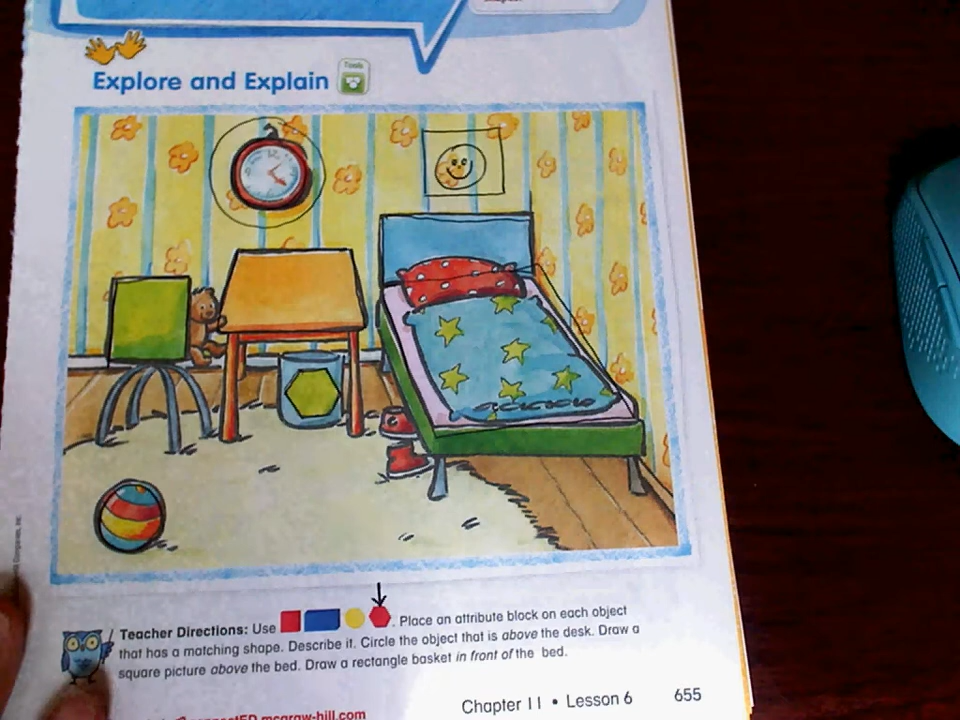 Explore and Explain
Tools
Teacher Directions: Use . Place an attribute block on each object
that has a matching shape. Describe it. Circle the object that is above the desk. Draw a
square picture above the bed. Draw a rectangle basket in front of the bed.
Chapter 11 • Lesson 6 655
mcgraw-hill.com